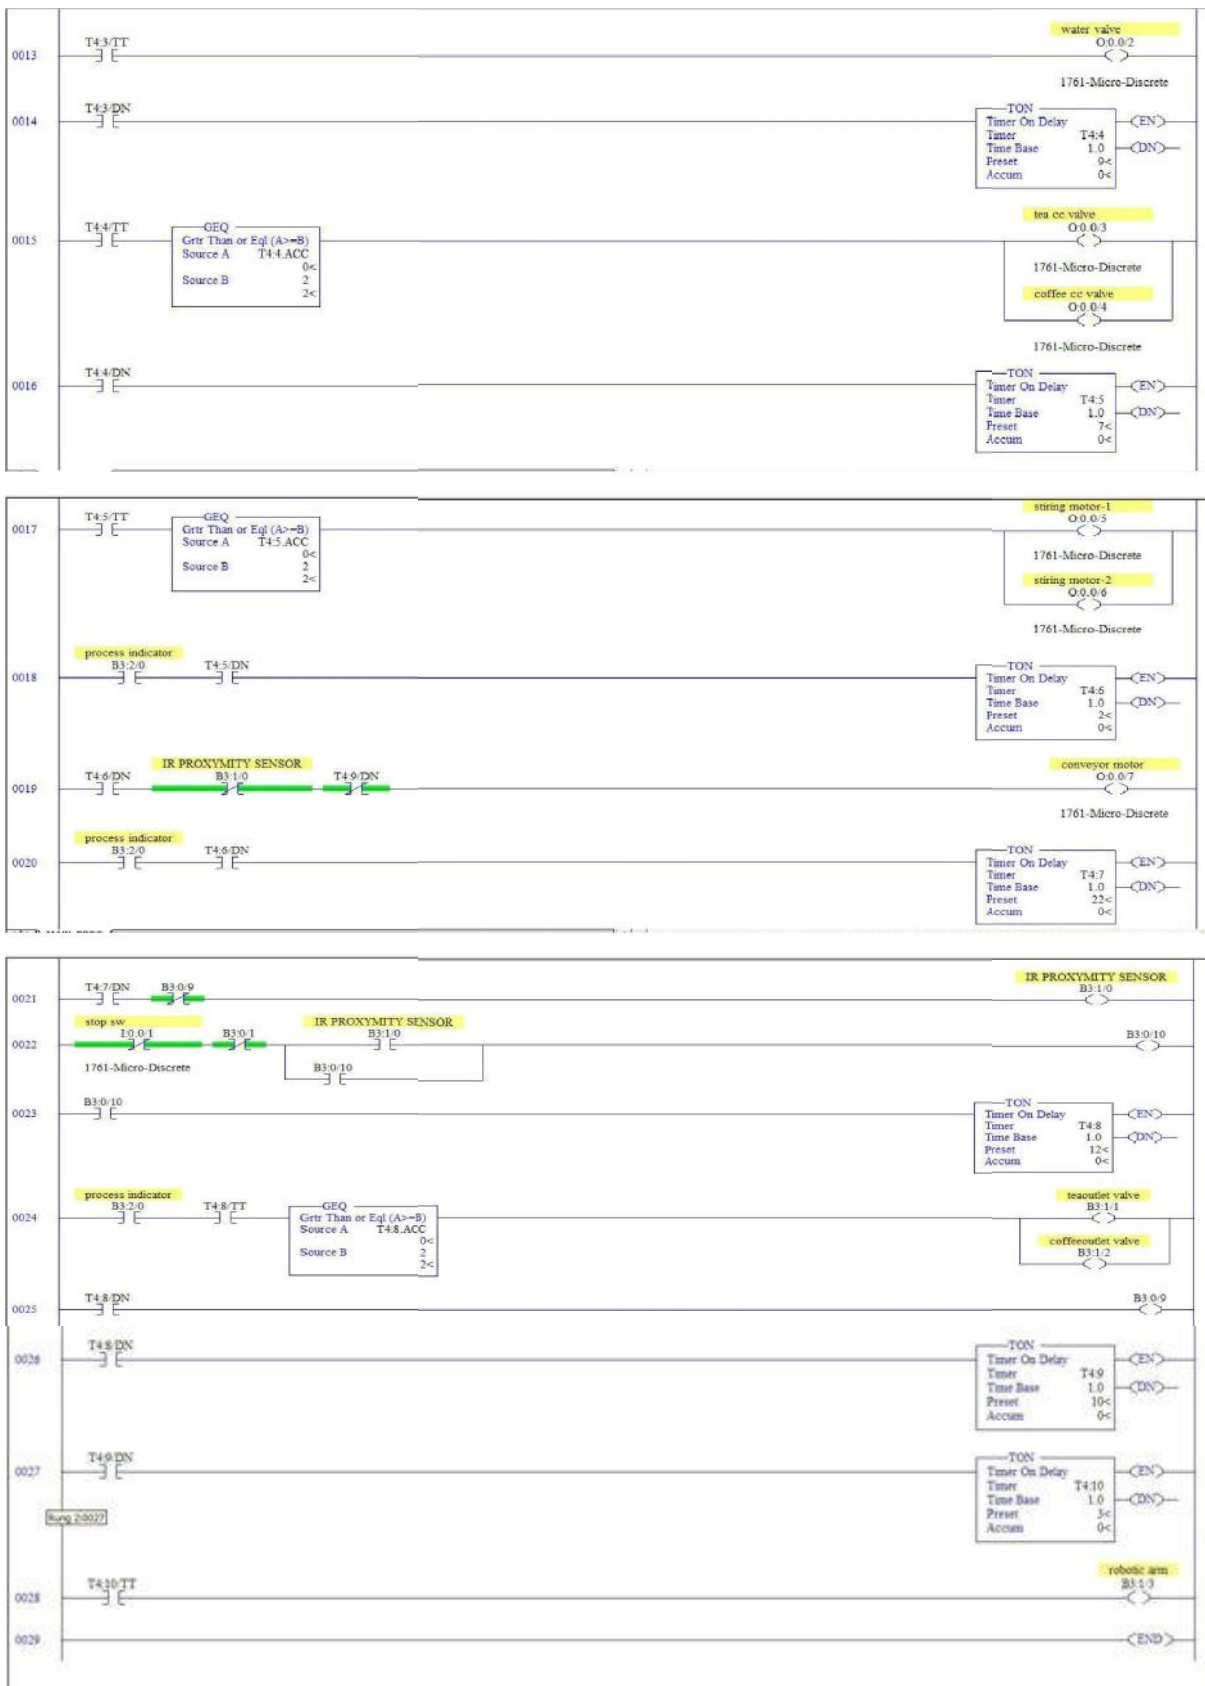 T4:3/TT
water valve
O:0.0/2
0013
1761-Micro-Discrete
T4:3/DN
0014
TON
Timer On Delay
Timer T4:4
Time Base 1.0
Preset 9<
Accum 0<
EN
DN
T4:4/TT
0015
GEQ
Grtr Than or Eql (A>=B)
Source A T4:4.ACC
0<
Source B 2
2<
tea cc valve
O:0.0/3
1761-Micro-Discrete
coffee cc valve
O:0.0/4
1761-Micro-Discrete
T4:4/DN
0016
TON
Timer On Delay
Timer T4:5
Time Base 1.0
Preset 7<
Accum 0<
EN
DN
T4:5/TT
0017
GEQ
Grtr Than or Eql (A>=B)
Source A T4:5.ACC
0<
Source B 2
2<
stiring motor-1
O:0.0/5
1761-Micro-Discrete
stiring motor-2
O:0.0/6
1761-Micro-Discrete
process indicator
B3:2/0 T4:5/DN
0018
TON
Timer On Delay
Timer T4:6
Time Base 1.0
Preset 2<
Accum 0<
EN
DN
IR PROXYMITY SENSOR
T4:6/DN B3:1/0 T4:9/DN
0019
conveyor motor
O:0.0/7
1761-Micro-Discrete
process indicator
B3:2/0 T4:6/DN
0020
TON
Timer On Delay
Timer T4:7
Time Base 1.0
Preset 22<
Accum 0<
EN
DN
T4:7/DN B3:0/9
0021
IR PROXYMITY SENSOR
B3:1/0
stop sw IR PROXYMITY SENSOR
I:0.0/1 B3:0/1 B3:1/0
0022
B3:0/10
1761-Micro-Discrete
B3:0/10
B3:0/10
0023
TON
Timer On Delay
Timer T4:8
Time Base 1.0
Preset 12<
Accum 0<
EN
DN
process indicator
B3:2/0 T4:8/TT
0024
GEQ
Grtr Than or Eql (A>=B)
Source A T4:8.ACC
0<
Source B 2
2<
teaoutlet valve
B3:1/1
coffeeoutlet valve
B3:1/2
T4:8/DN
0025
B3:0/9
T4:8/DN
0026
TON
Timer On Delay
Timer T4:9
Time Base 1.0
Preset 10<
Accum 0<
EN
DN
T4:9/DN
0027
TON
Timer On Delay
Timer T4:10
Time Base 1.0
Preset 3<
Accum 0<
EN
DN
Rung 2:0027
T4:10/TT
0028
robotic arm
B3:1/3
0029
END